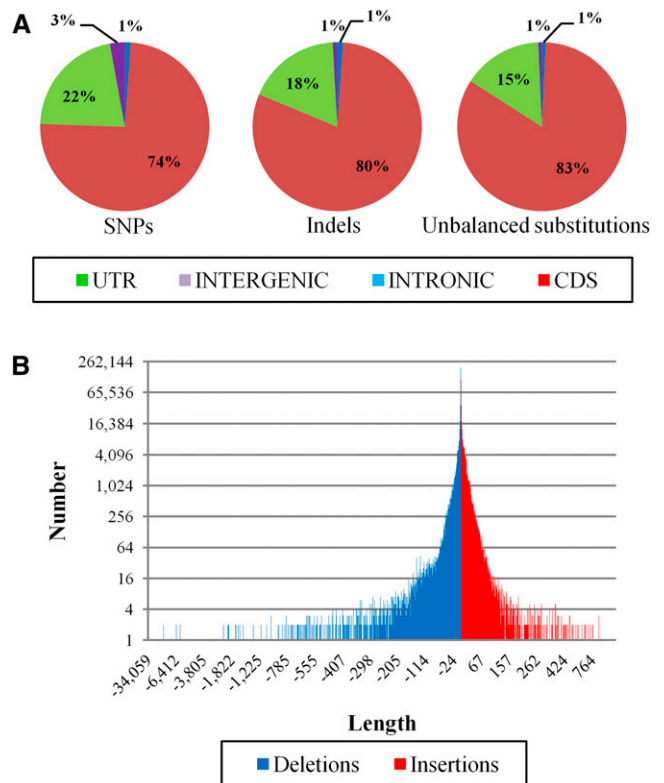 A
3% 1% 1% 1% 1% 1%
22% 18% 15%
74% 80% 83%
SNPs Indels Unbalanced substitutions
UTR INTERGENIC INTRONIC CDS
B
262,144
65,536
16,384
4,096
1,024
256
64
16
4
1
Number
-34,059 -6,412 -3,805 -1,822 -1,225 -785 -555 -407 -298 -205 -114 -24 67 157 262 424 764
Length
Deletions Insertions